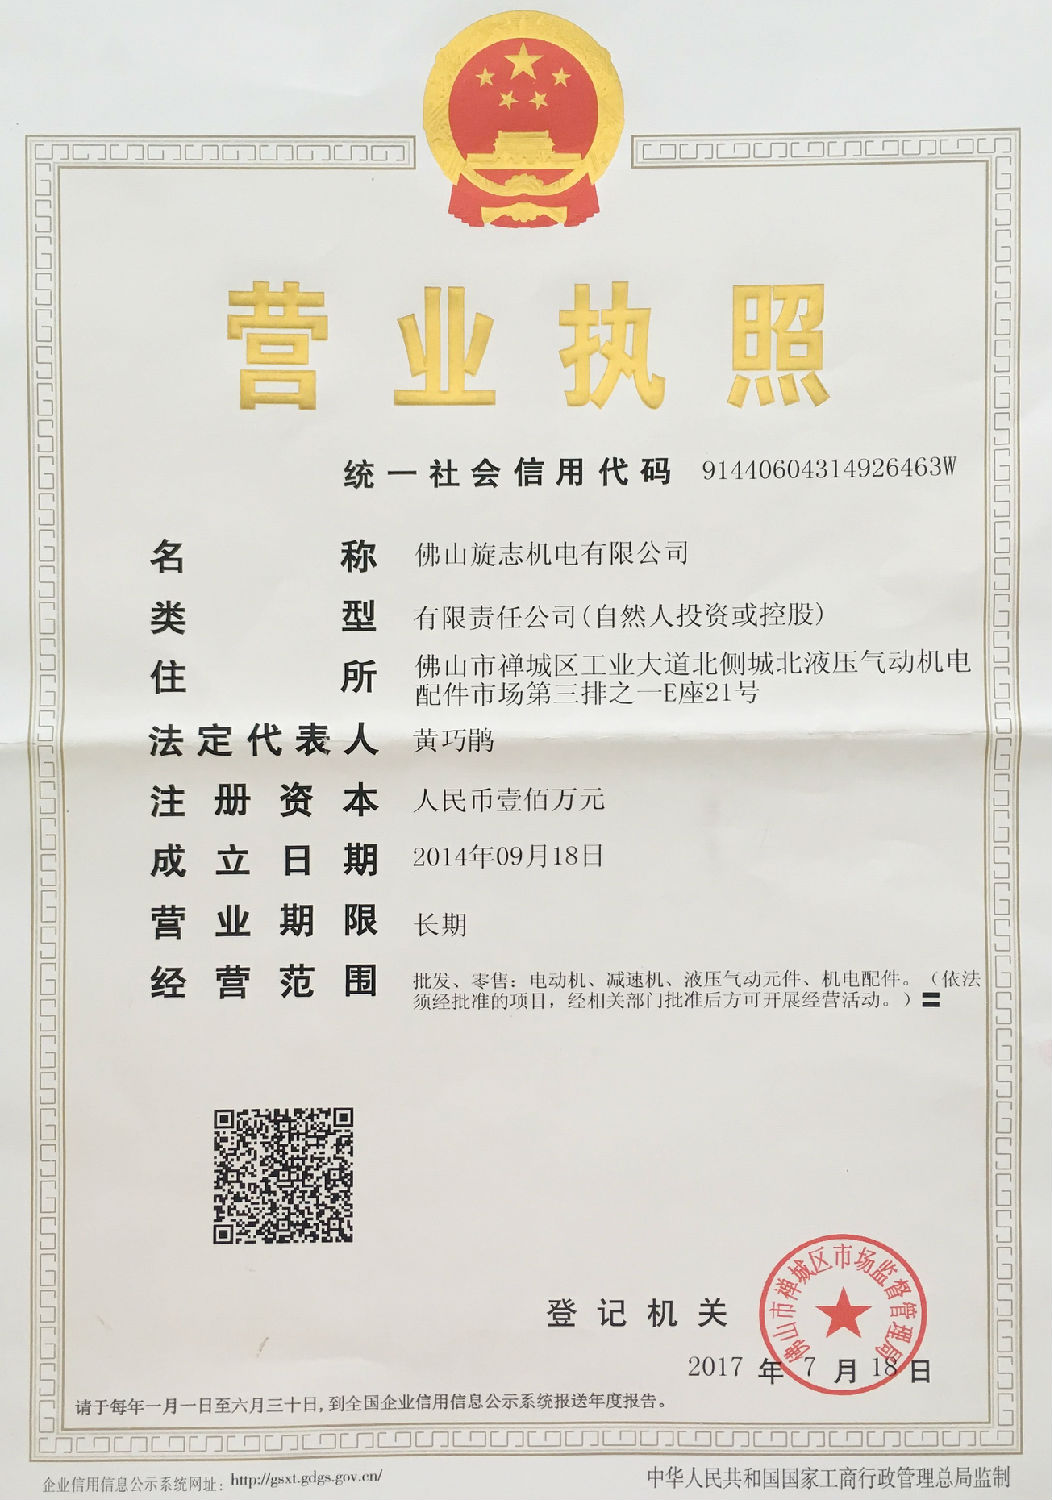 营业执照
统一社会信用代码 91440604314926463W
名称 佛山旋志机电有限公司
类型 有限责任公司(自然人投资或控股)
住所 佛山市禅城区工业大道北侧城北液压气动机电
配件市场第三排之一E座21号
法定代表人 黄巧鹃
注册资本 人民币壹佰万元
成立日期 2014年09月18日
营业期限 长期
经营范围 批发、零售：电动机、减速机、液压气动元件、机电配件。（依法
须经批准的项目，经相关部门批准后方可开展经营活动。）〓
佛山市禅城区市场监督管理局
登记机关
2017 年 7 月 18 日
请于每年一月一日至六月三十日，到全国企业信用信息公示系统报送年度报告。
企业信用信息公示系统网址：http://gsxt.gdgs.gov.cn/
中华人民共和国国家工商行政管理总局监制